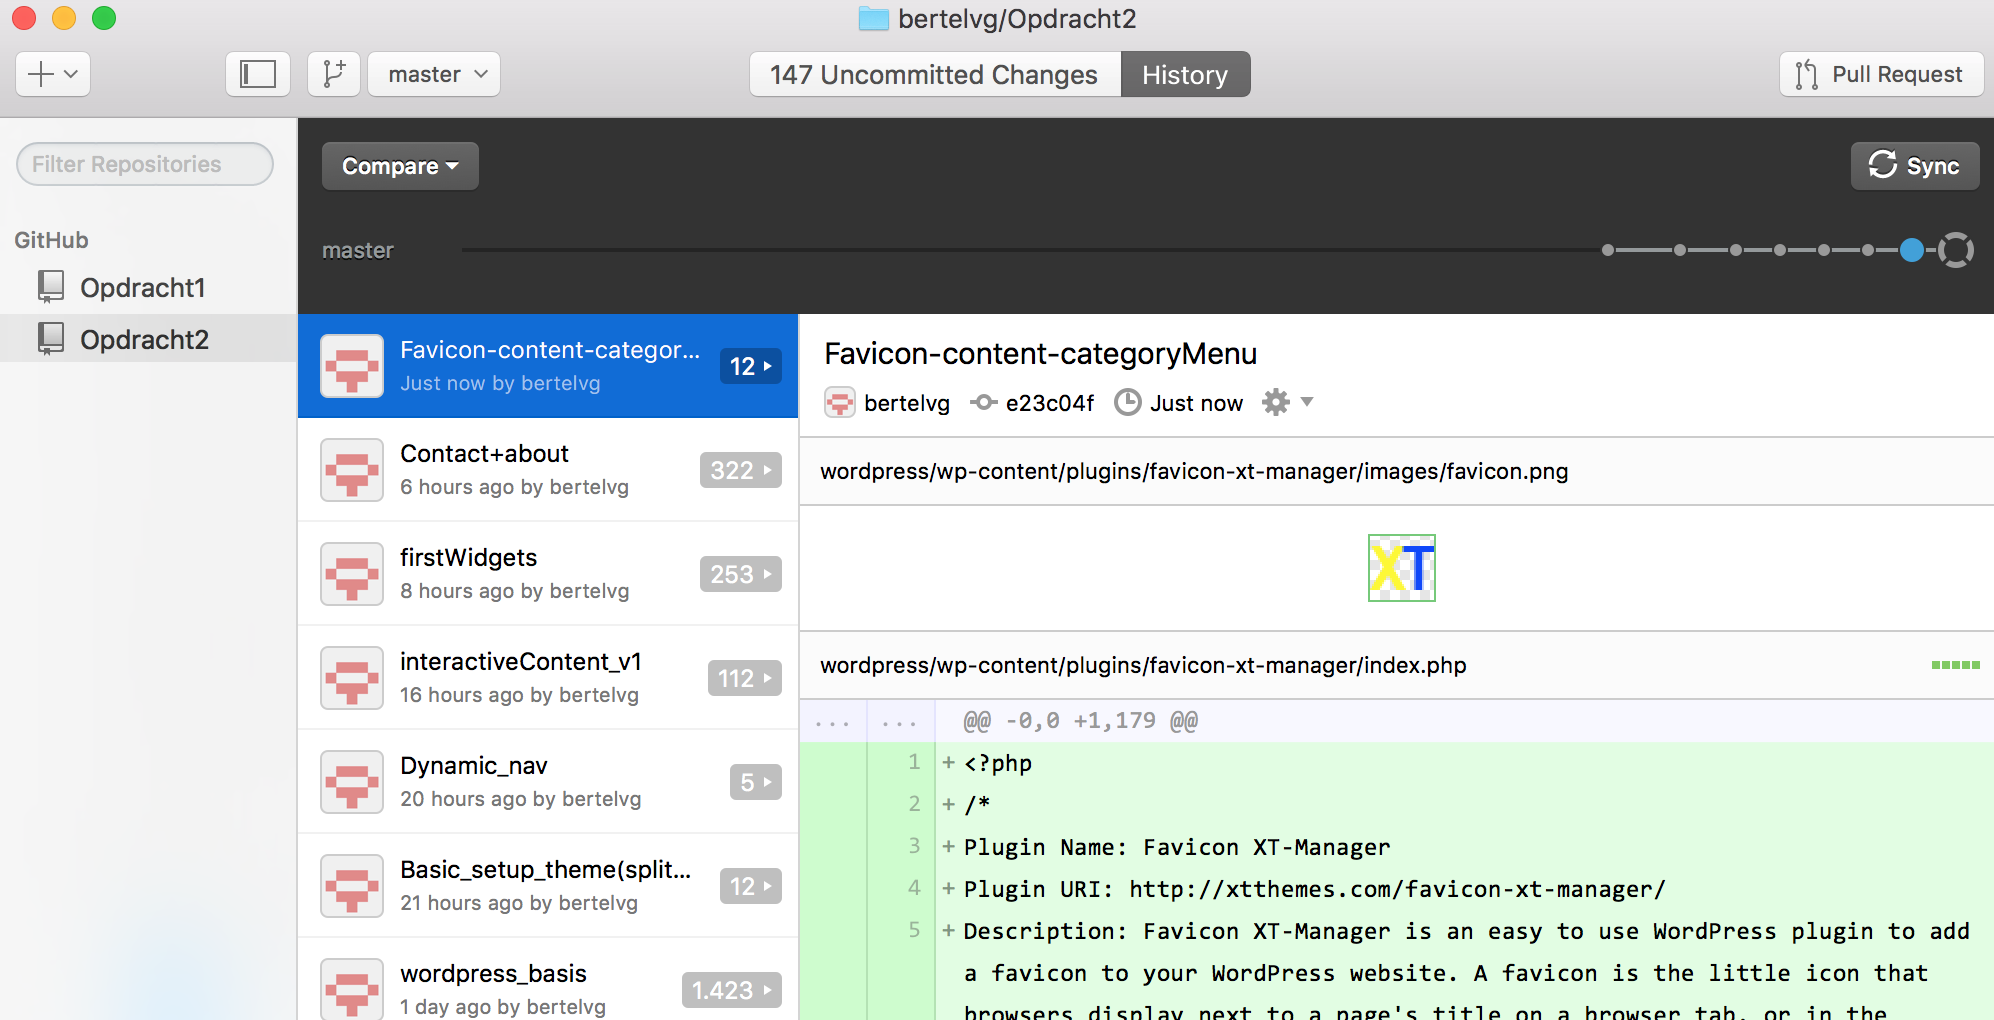 bertelvg/Opdracht2
master
147 Uncommitted Changes
History
Pull Request
Filter Repositories
GitHub
Opdracht1
Opdracht2
Compare
Sync
master
Favicon-content-categor...
Just now by bertelvg
12
Contact+about
6 hours ago by bertelvg
322
firstWidgets
8 hours ago by bertelvg
253
interactiveContent_v1
16 hours ago by bertelvg
112
Dynamic_nav
20 hours ago by bertelvg
5
Basic_setup_theme(split...
21 hours ago by bertelvg
12
wordpress_basis
1 day ago by bertelvg
1.423
Favicon-content-categoryMenu
bertelvg e23c04f Just now
wordpress/wp-content/plugins/favicon-xt-manager/images/favicon.png
XT
wordpress/wp-content/plugins/favicon-xt-manager/index.php
... ... @@ -0,0 +1,179 @@
1 + <?php
2 + /*
3 + Plugin Name: Favicon XT-Manager
4 + Plugin URI: http://xtthemes.com/favicon-xt-manager/
5 + Description: Favicon XT-Manager is an easy to use WordPress plugin to add
a favicon to your WordPress website. A favicon is the little icon that
browsers display next to a page's title on a browser tab, or in the